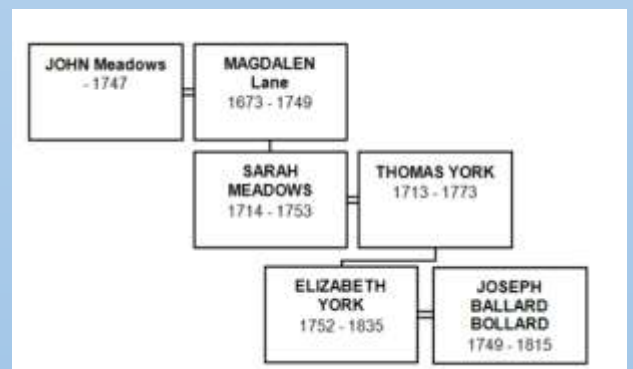 JOHN Meadows
- 1747
MAGDALEN
Lane
1673 - 1749
SARAH
MEADOWS
1714 - 1753
THOMAS YORK
1713 - 1773
ELIZABETH
YORK
1752 - 1835
JOSEPH
BALLARD
BOLLARD
1749 - 1815